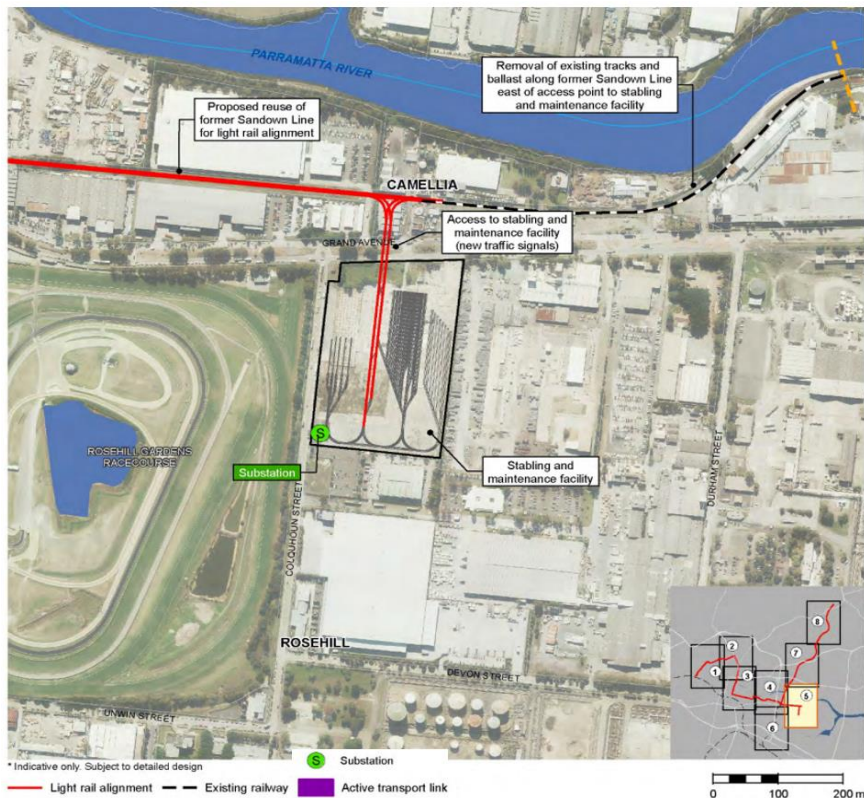 PARRAMATTA RIVER
Removal of existing tracks and
ballast along former Sandown Line
east of access point to stabling
and maintenance facility
Proposed reuse of
former Sandown Line
for light rail alignment
CAMELLIA
Access to stabling and
maintenance facility
(new traffic signals)
GRAND AVENUE
ROSEHILL GARDENS
RACECOURSE
S
Substation
Stabling and
maintenance facility
COLQUHOUN STREET
DURHAM STREET
ROSEHILL
DEVON STREET
UNWIN STREET
8
2
7
1
3
4
5
6
* Indicative only. Subject to detailed design
S Substation
Light rail alignment
Existing railway
Active transport link
0 100 200 m